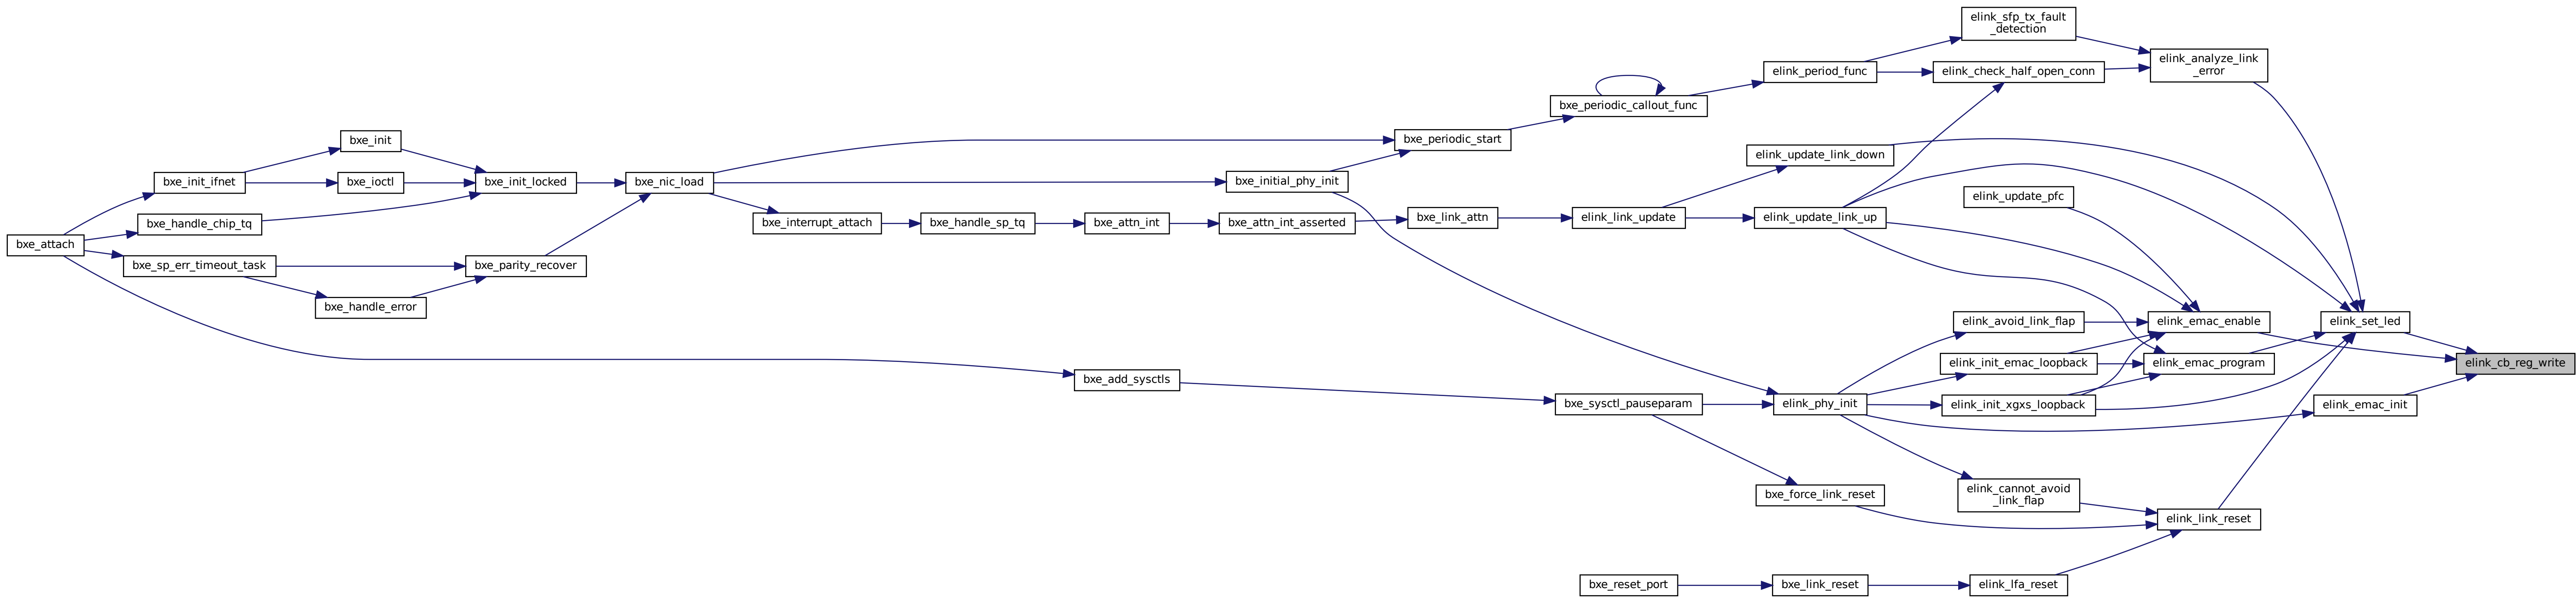 elink_sfp_tx_fault
_detection
elink_analyze_link
_error
elink_period_func
elink_check_half_open_conn
bxe_periodic_callout_func
bxe_init
bxe_periodic_start
elink_update_link_down
bxe_init_ifnet
bxe_ioctl
bxe_init_locked
bxe_nic_load
bxe_initial_phy_init
elink_update_pfc
bxe_handle_chip_tq
bxe_interrupt_attach
bxe_handle_sp_tq
bxe_attn_int
bxe_attn_int_asserted
bxe_link_attn
elink_link_update
elink_update_link_up
bxe_attach
bxe_sp_err_timeout_task
bxe_parity_recover
bxe_handle_error
elink_avoid_link_flap
elink_emac_enable
elink_set_led
elink_init_emac_loopback
elink_emac_program
elink_cb_reg_write
bxe_add_sysctls
bxe_sysctl_pauseparam
elink_phy_init
elink_init_xgxs_loopback
elink_emac_init
bxe_force_link_reset
elink_cannot_avoid
_link_flap
elink_link_reset
bxe_reset_port
bxe_link_reset
elink_lfa_reset